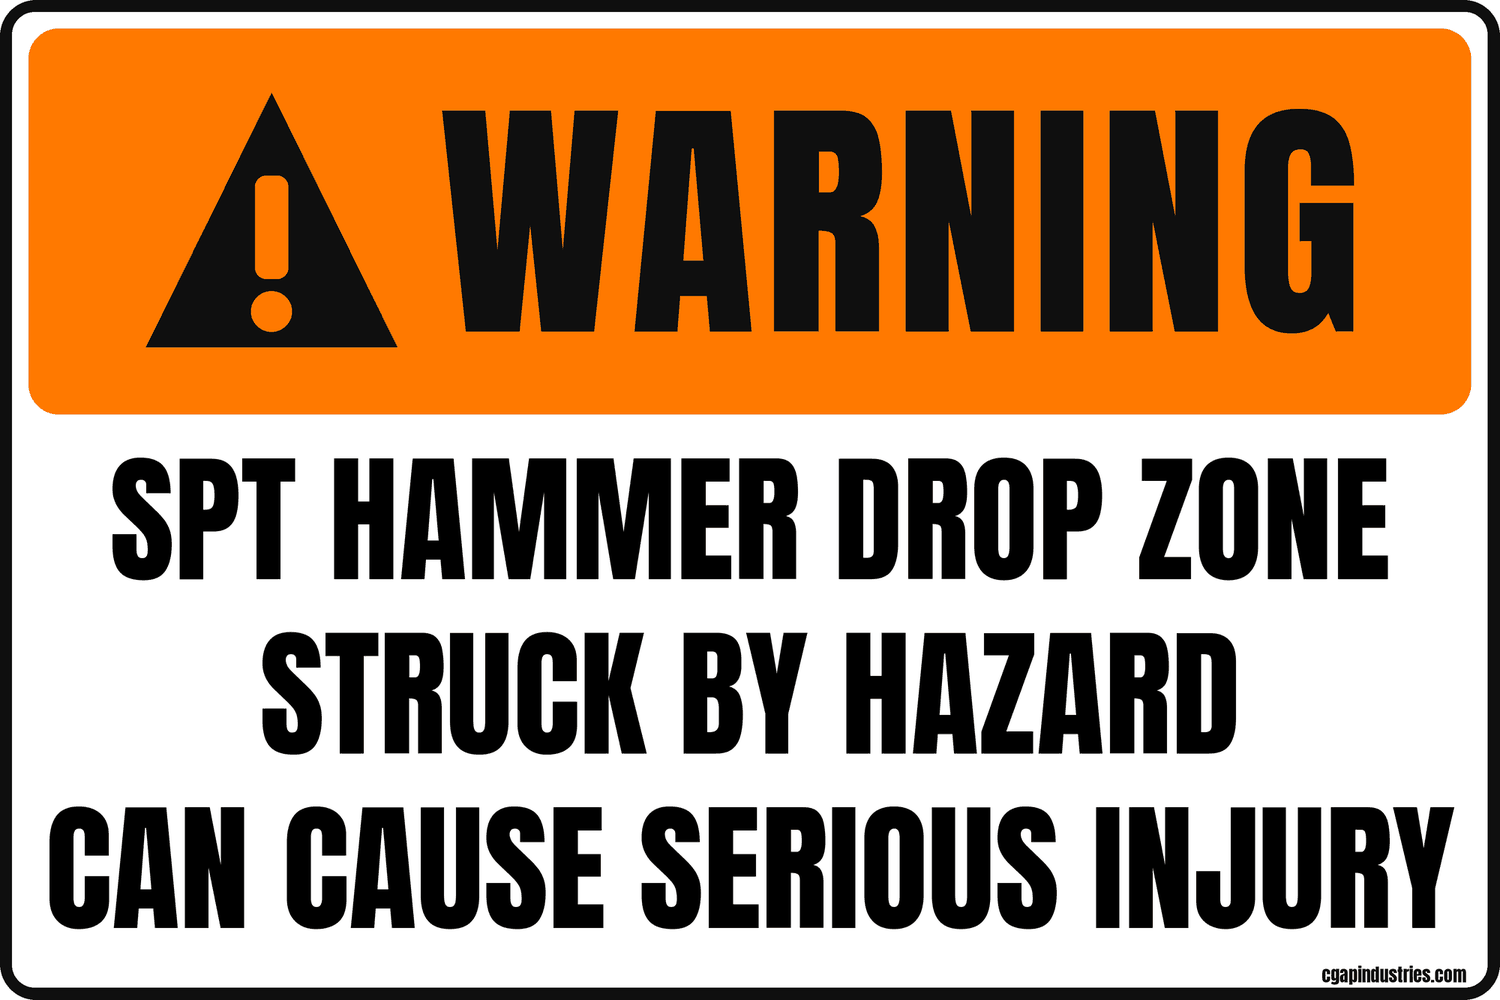 WARNING
SPT HAMMER DROP ZONE
STRUCK BY HAZARD
CAN CAUSE SERIOUS INJURY
cgapindustries.com